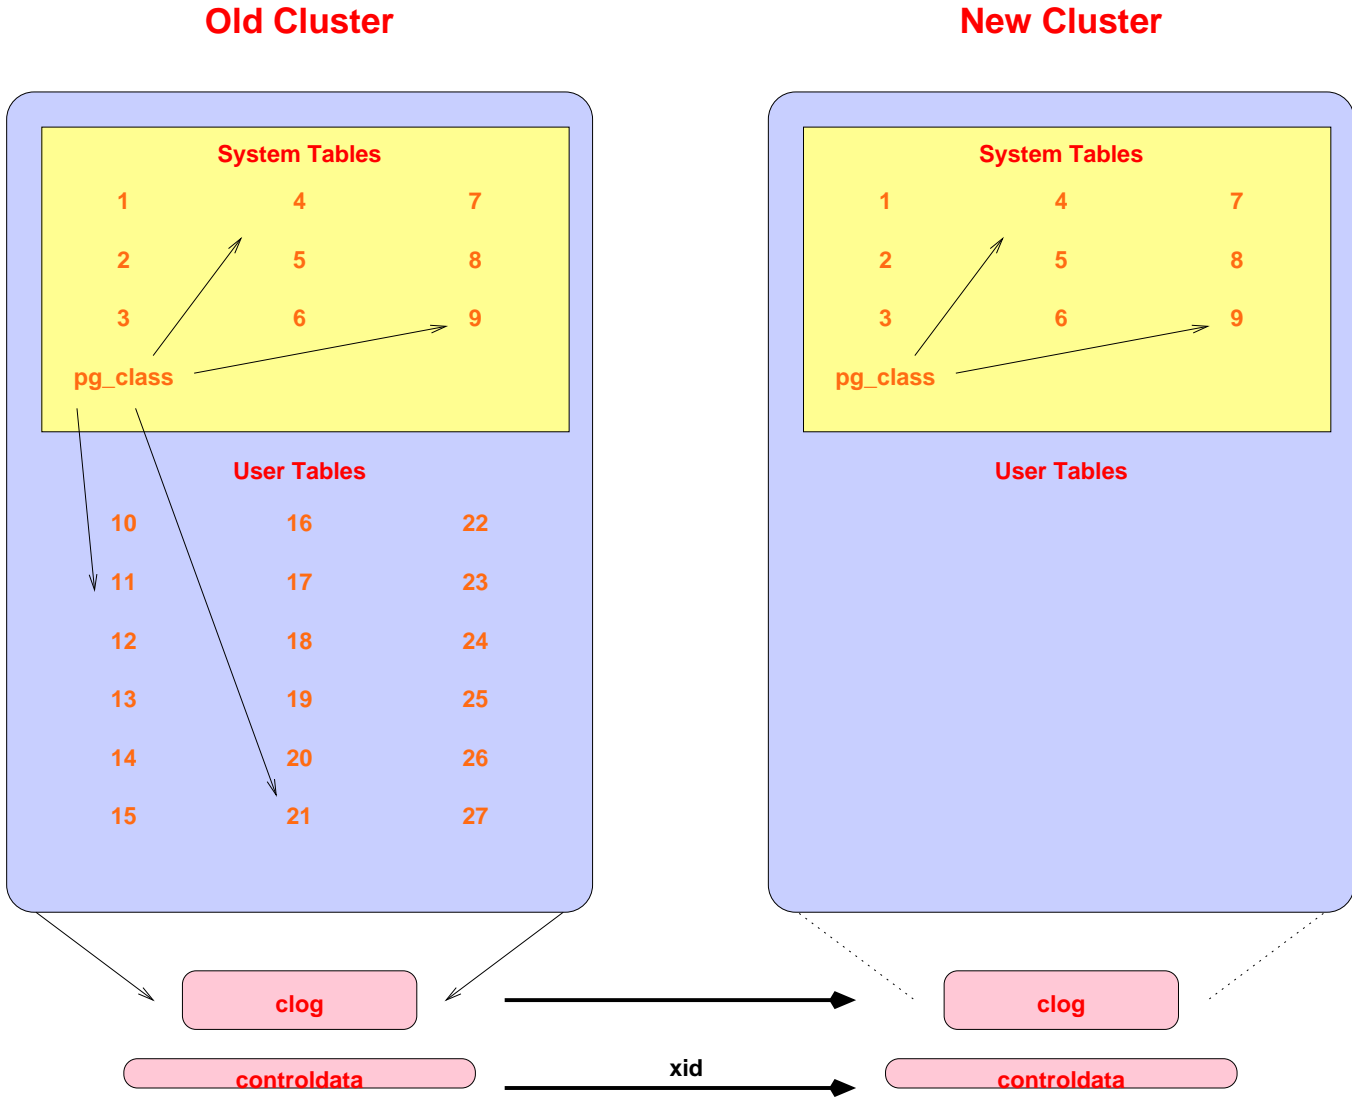 Old Cluster New Cluster
System Tables System Tables
1 4 7 1 4 7
2 5 8 2 5 8
3 6 9 3 6 9
pg_class pg_class
User Tables User Tables
10 16 22
11 17 23
12 18 24
13 19 25
14 20 26
15 21 27
clog clog
xid
controldata controldata